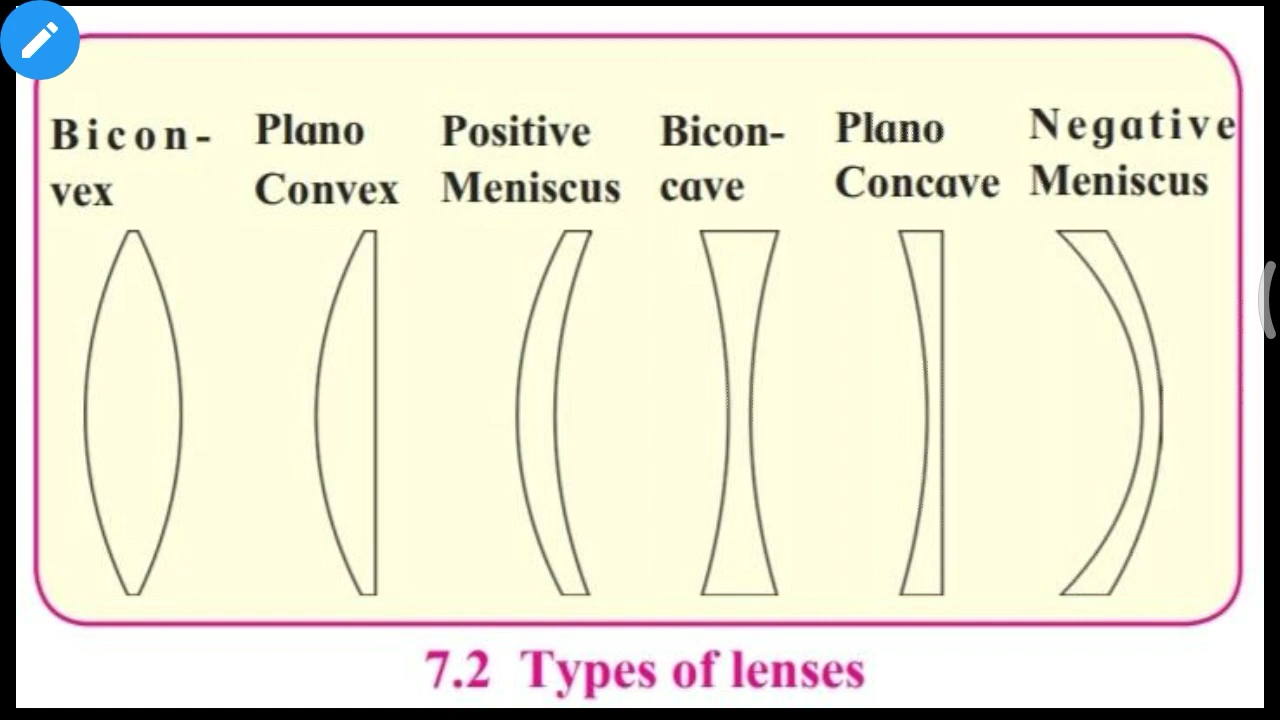 Bicon-
vex
Plano
Convex
Positive
Meniscus
Bicon-
cave
Plano
Concave
Negative
Meniscus
7.2 Types of lenses